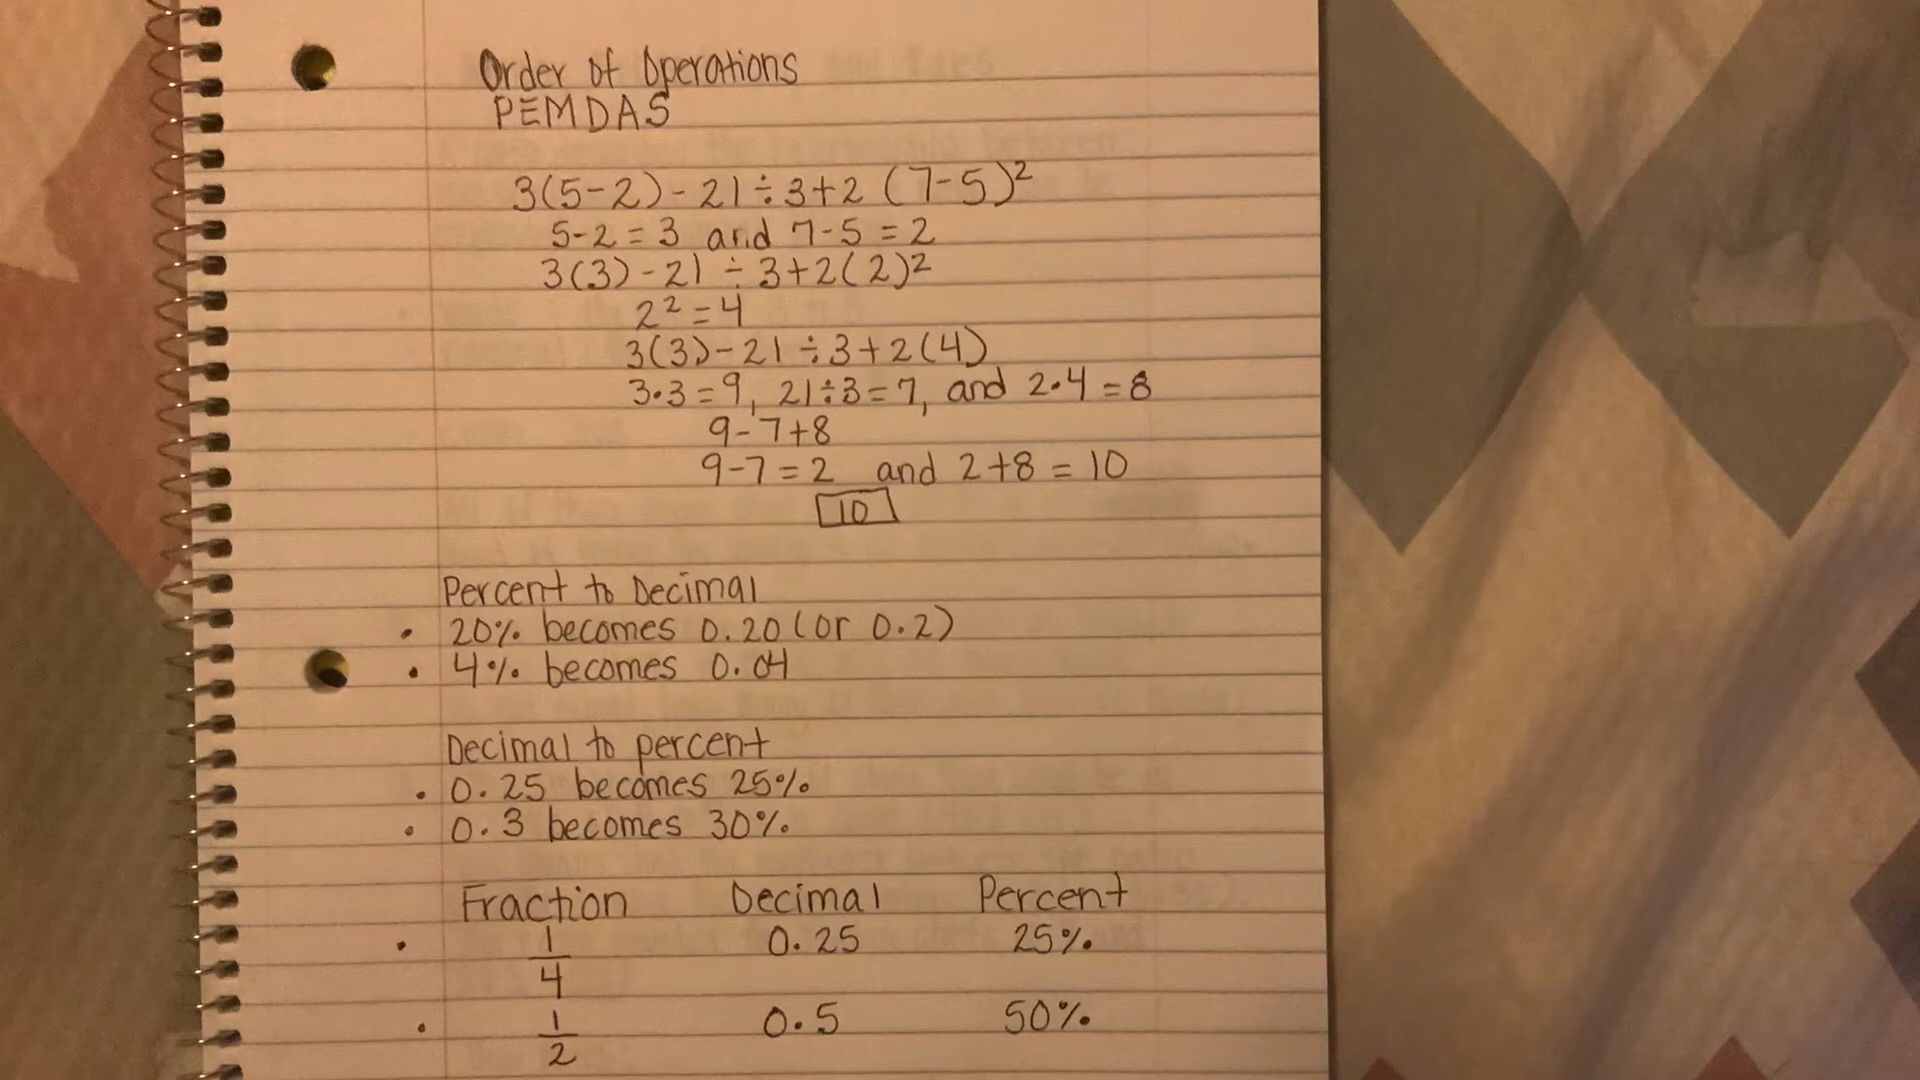 Order of Operations
PEMDAS
3(5-2)-21÷3+2(7-5)²
5-2=3 and 7-5=2
3(3)-21÷3+2(2)²
2²=4
3(3)-21÷3+2(4)
3•3=9, 21÷3=7, and 2•4=8
9-7+8
9-7=2 and 2+8=10
10
Percent to Decimal
• 20% becomes 0.20 (or 0.2)
• 4% becomes 0.04
Decimal to percent
• 0.25 becomes 25%
• 0.3 becomes 30%
Fraction Decimal Percent
• 1/4 0.25 25%
• 1/2 0.5 50%